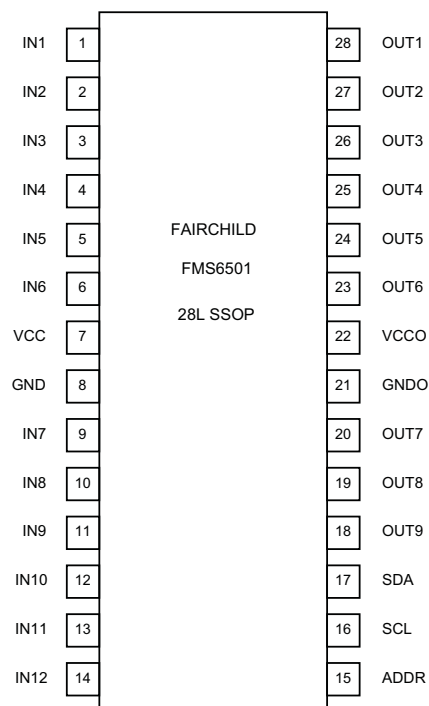 IN1 1 28 OUT1
IN2 2 27 OUT2
IN3 3 26 OUT3
IN4 4 25 OUT4
IN5 5 FAIRCHILD 24 OUT5
IN6 6 FMS6501 23 OUT6
28L SSOP
VCC 7 22 VCCO
GND 8 21 GNDO
IN7 9 20 OUT7
IN8 10 19 OUT8
IN9 11 18 OUT9
IN10 12 17 SDA
IN11 13 16 SCL
IN12 14 15 ADDR